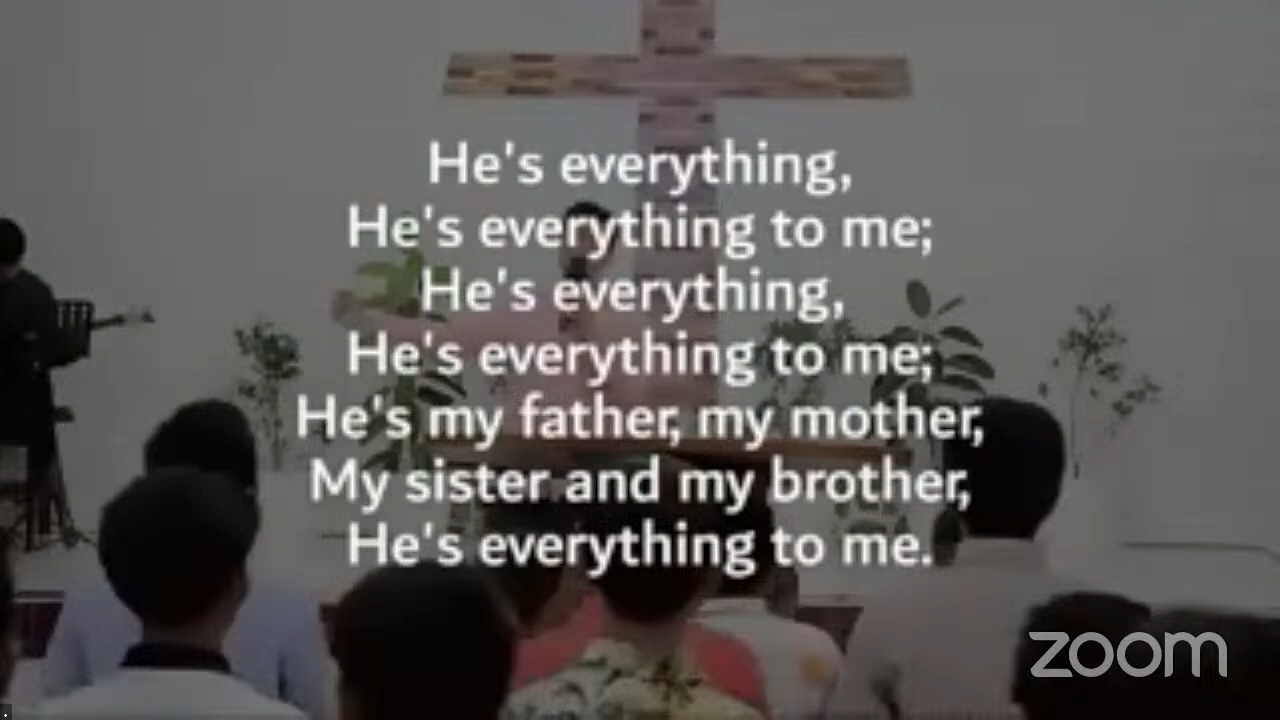 He's everything,
He's everything to me;
He's everything,
He's everything to me;
He's my father, my mother,
My sister and my brother,
He's everything to me.
zoom